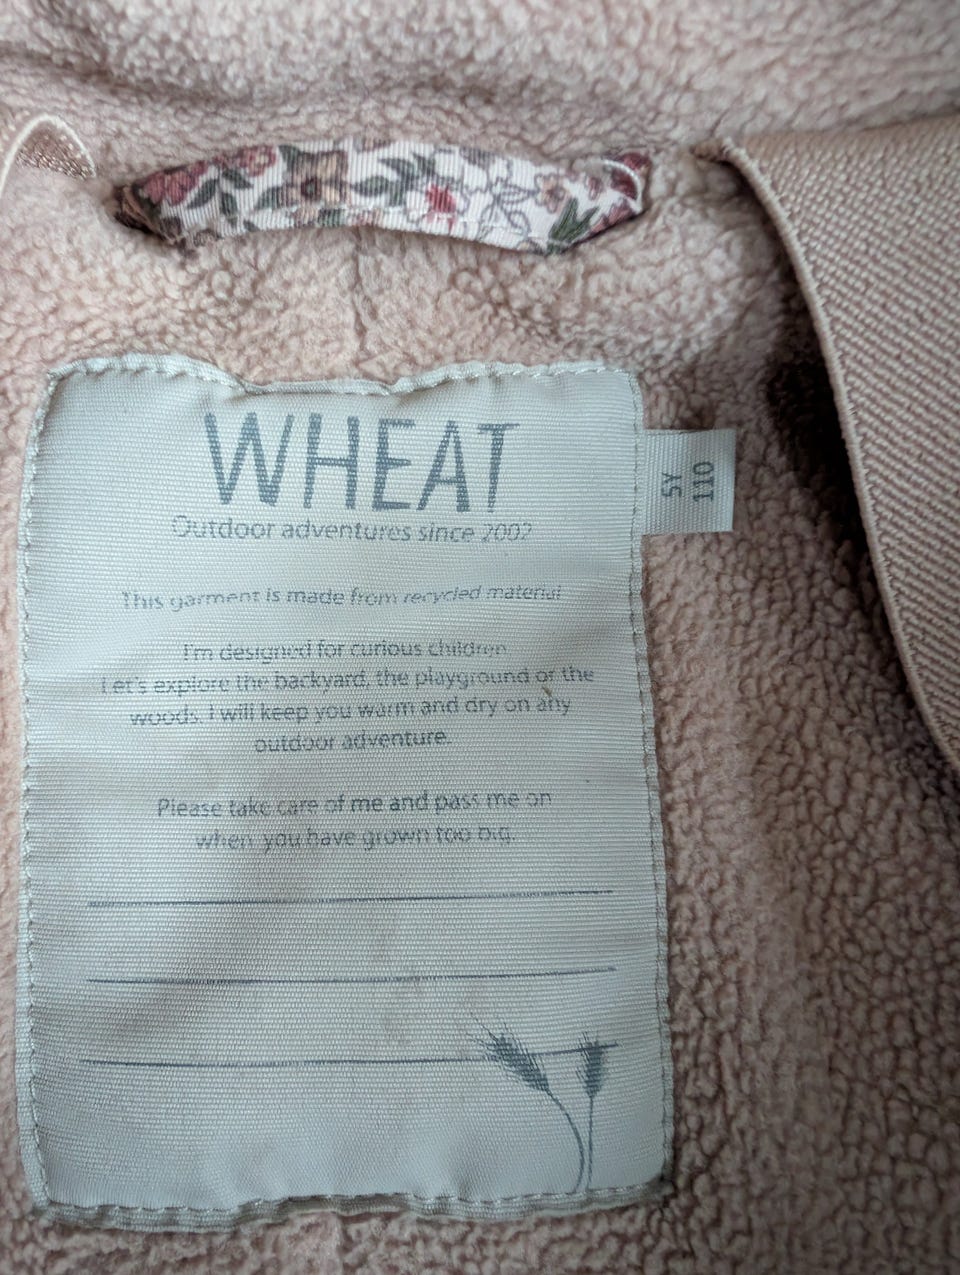 WHEAT
Outdoor adventures since 2002
5Y
110
This garment is made from recycled material
I'm designed for curious children.
Let's explore the backyard, the playground or the
woods. I will keep you warm and dry on any
outdoor adventure.
Please take care of me and pass me on
when you have grown too big.